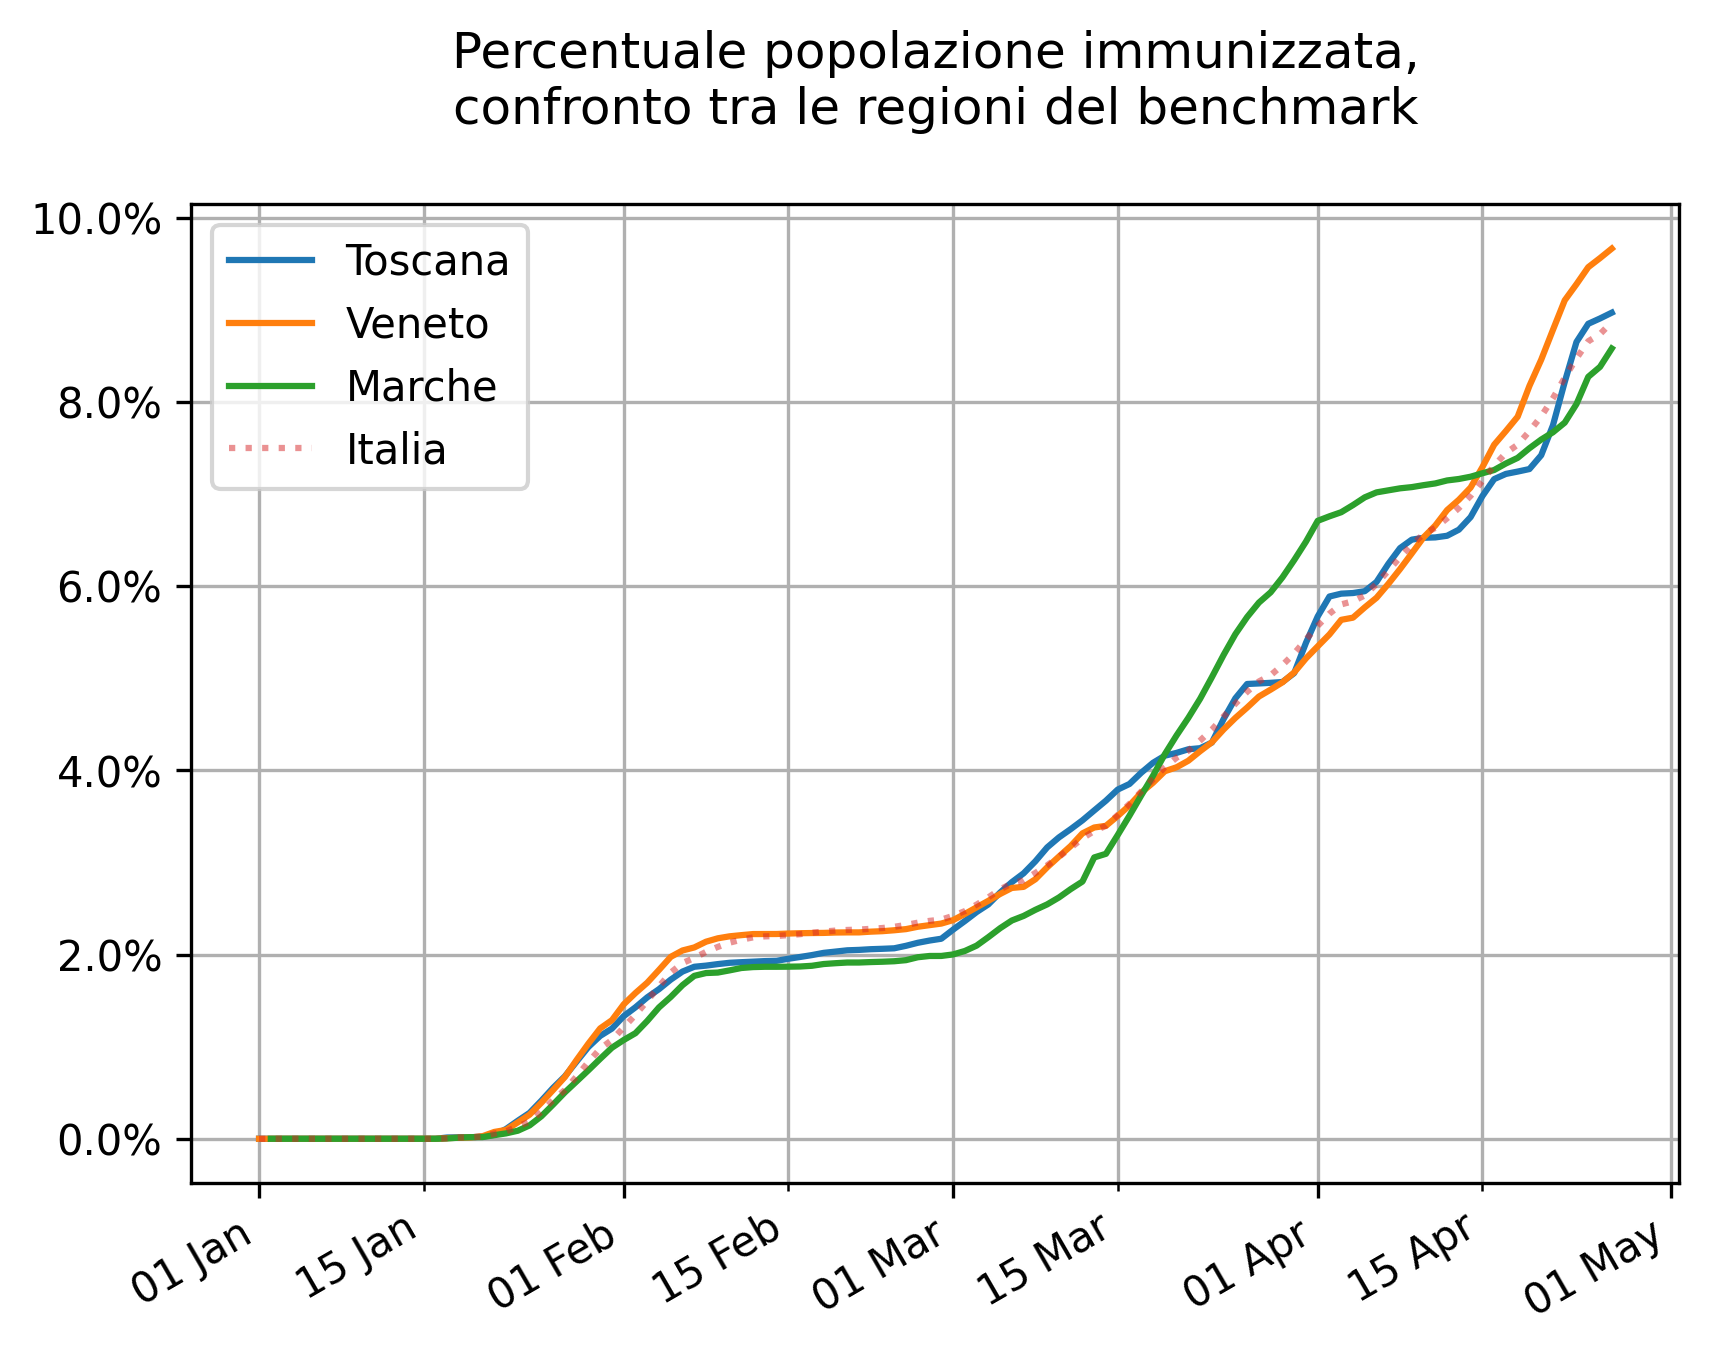 Percentuale popolazione immunizzata,
confronto tra le regioni del benchmark
10.0%
8.0%
6.0%
4.0%
2.0%
0.0%
Toscana
Veneto
Marche
Italia
01 Jan
15 Jan
01 Feb
15 Feb
01 Mar
15 Mar
01 Apr
15 Apr
01 May